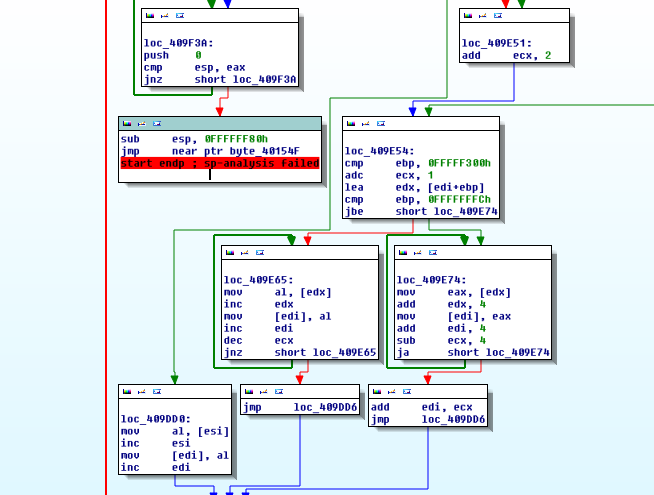 loc_409F3A:
push 0
cmp esp, eax
jnz short loc_409F3A
loc_409E51:
add ecx, 2
sub esp, 0FFFFFF80h
jmp near ptr byte_40154F
start endp ; sp-analysis failed
loc_409E54:
cmp ebp, 0FFFFF300h
adc ecx, 1
lea edx, [edi+ebp]
cmp ebp, 0FFFFFFFCh
jbe short loc_409E74
loc_409E65:
mov al, [edx]
inc edx
mov [edi], al
inc edi
dec ecx
jnz short loc_409E65
loc_409E74:
mov eax, [edx]
add edx, 4
mov [edi], eax
add edi, 4
sub ecx, 4
ja short loc_409E74
loc_409DD0:
mov al, [esi]
inc esi
mov [edi], al
inc edi
jmp loc_409DD6
add edi, ecx
jmp loc_409DD6